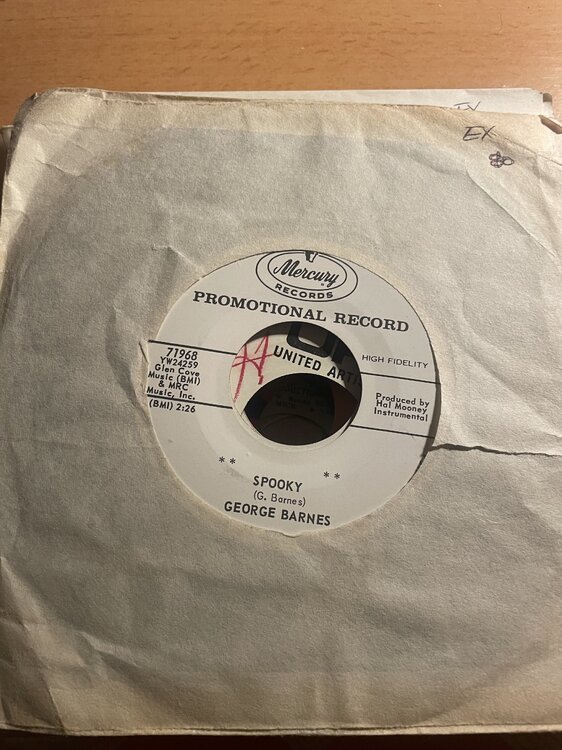 EX
Mercury
RECORDS
PROMOTIONAL RECORD
71968
YW24259
Glen Cove
Music (BMI)
& MRC
Music, Inc.
(BMI) 2:26
UNITED ARTI
HIGH FIDELITY
Produced by
Hal Mooney
Instrumental
** **
SPOOKY
(G. Barnes)
GEORGE BARNES